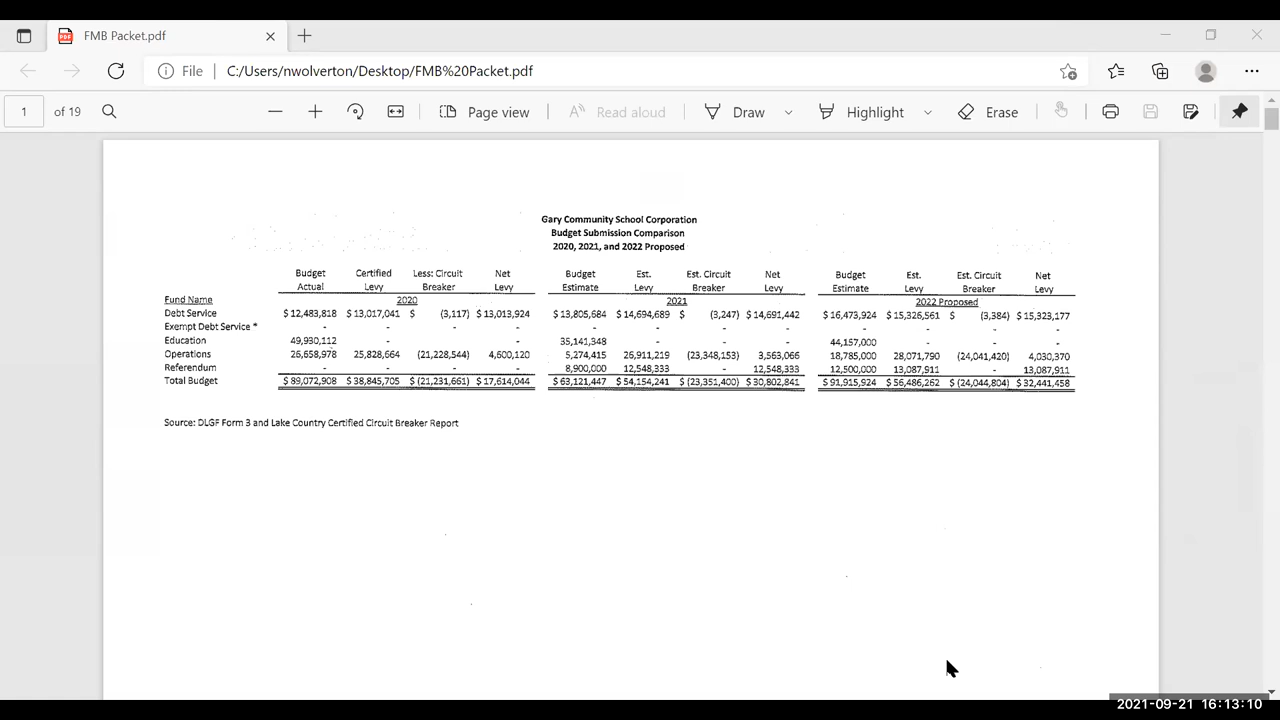 FMB Packet.pdf
File C:/Users/nwolverton/Desktop/FMB%20Packet.pdf
1 of 19 Page view Read aloud Draw Highlight Erase
Gary Community School Corporation
Budget Submission Comparison
2020, 2021, and 2022 Proposed
Budget Certified Less: Circuit Net Budget Est. Est. Circuit Net Budget Est. Est. Circuit Net
Actual Levy Breaker Levy Estimate Levy Breaker Levy Estimate Levy Breaker Levy
Fund Name 2020 2021 2022 Proposed
Debt Service $ 12,483,818 $ 13,017,041 $ (3,117) $ 13,013,924 $ 13,805,684 $ 14,694,689 $ (3,247) $ 14,691,442 $ 16,473,924 $ 15,326,561 $ (3,384) $ 15,323,177
Exempt Debt Service * - - - - - - - - - - - -
Education 49,930,112 - - - 35,141,348 - - - 44,157,000 - - -
Operations 26,658,978 25,828,664 (21,228,544) 4,600,120 5,274,415 26,911,219 (23,348,153) 3,563,066 18,785,000 28,071,790 (24,041,420) 4,030,370
Referendum - - - - 8,900,000 12,548,333 - 12,548,333 12,500,000 13,087,911 - 13,087,911
Total Budget $ 89,072,908 $ 38,845,705 $ (21,231,661) $ 17,614,044 $ 63,121,447 $ 54,154,241 $ (23,351,400) $ 30,802,841 $ 91,915,924 $ 56,486,262 $ (24,044,804) $ 32,441,458
Source: DLGF Form 3 and Lake Country Certified Circuit Breaker Report
2021-09-21 16:13:10